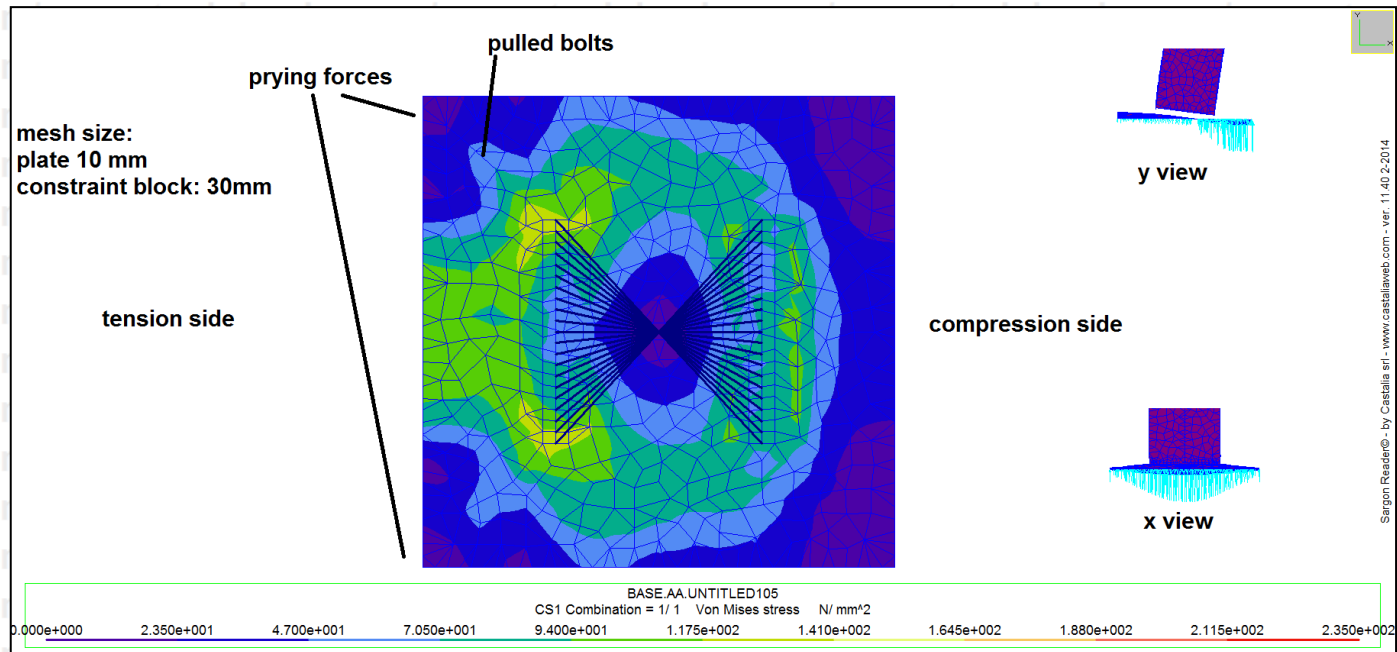 pulled bolts
prying forces
mesh size:
plate 10 mm
constraint block: 30mm
tension side
compression side
Y
X
y view
x view
Sargon Reader© - by Castalia srl - www.castaliaweb.com - ver. 11.40 2-2014
BASE.AA.UNTITLED105
CS1 Combination = 1/ 1 Von Mises stress N/ mm^2
0.000e+000 2.350e+001 4.700e+001 7.050e+001 9.400e+001 1.175e+002 1.410e+002 1.645e+002 1.880e+002 2.115e+002 2.350e+002